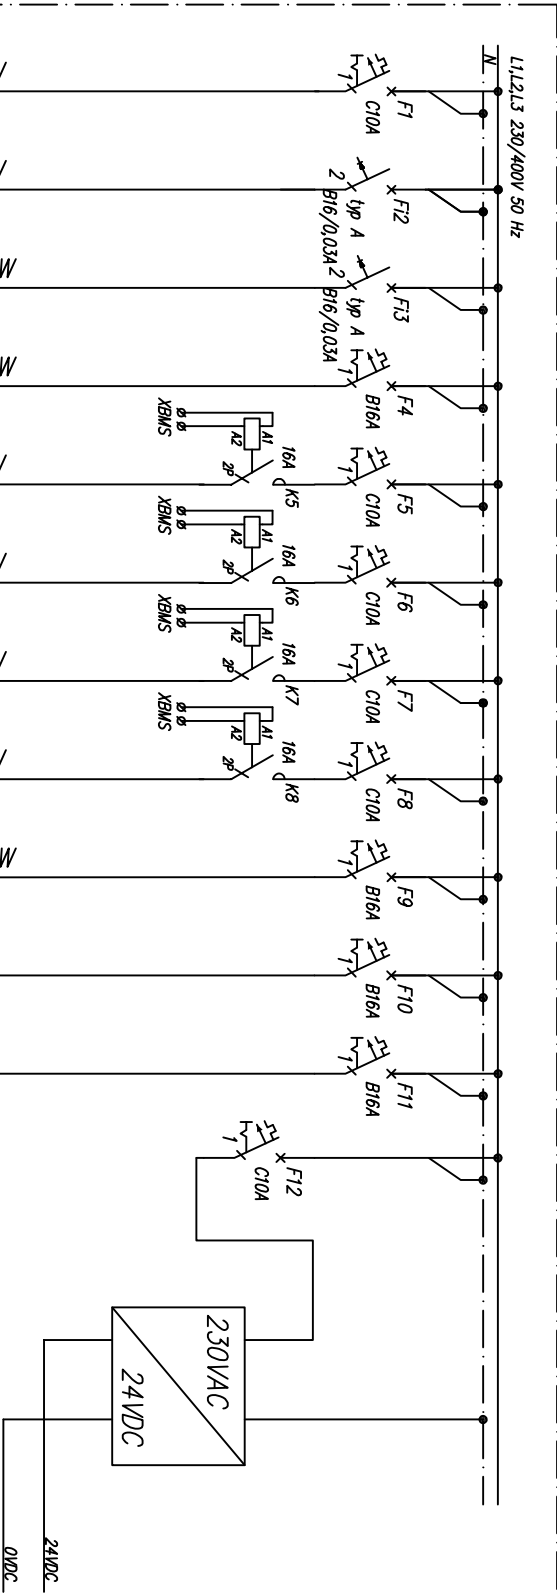 L1,L2,L3 230/400V 50 Hz
N
F1
C10A
1
Fi2
typ A
B16/0,03A
2
Fi3
typ A
B16/0,03A
2
F4
B16A
1
F5
C10A
1
K5
16A
2P
A1
A2
XBMS
F6
C10A
1
K6
16A
2P
A1
A2
XBMS
F7
C10A
1
K7
16A
2P
A1
A2
XBMS
F8
C10A
1
K8
16A
2P
A1
A2
XBMS
F9
B16A
1
F10
B16A
1
F11
B16A
1
F12
C10A
1
230VAC
24VDC
24VDC
0VDC